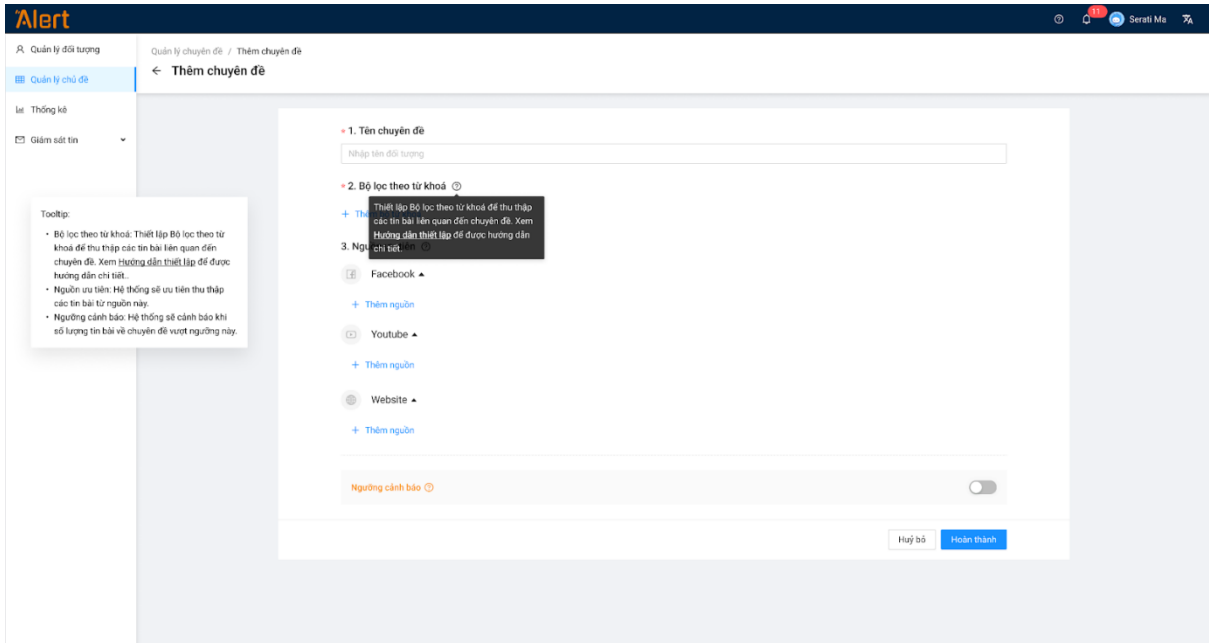 Alert
11
Serati Ma
Quản lý đối tượng
Quản lý chủ đề
Thống kê
Giám sát tin
Quản lý chuyên đề / Thêm chuyên đề
← Thêm chuyên đề
* 1. Tên chuyên đề
Nhập tên đối tượng
* 2. Bộ lọc theo từ khoá
+ Th
Thiết lập Bộ lọc theo từ khoá để thu thập
các tin bài liên quan đến chuyên đề. Xem
Hướng dẫn thiết lập để được hướng dẫn
chi tiết.
3. Ng
Facebook
+ Thêm nguồn
Youtube
+ Thêm nguồn
Website
+ Thêm nguồn
Ngưỡng cảnh báo
Huỷ bỏ
Hoàn thành
Tooltip:
• Bộ lọc theo từ khoá: Thiết lập Bộ lọc theo từ
khoá để thu thập các tin bài liên quan đến
chuyên đề. Xem Hướng dẫn thiết lập để được
hướng dẫn chi tiết..
• Nguồn ưu tiên: Hệ thống sẽ ưu tiên thu thập
các tin bài từ nguồn này.
• Ngưỡng cảnh báo: Hệ thống sẽ cảnh báo khi
số lượng tin bài về chuyên đề vượt ngưỡng này.